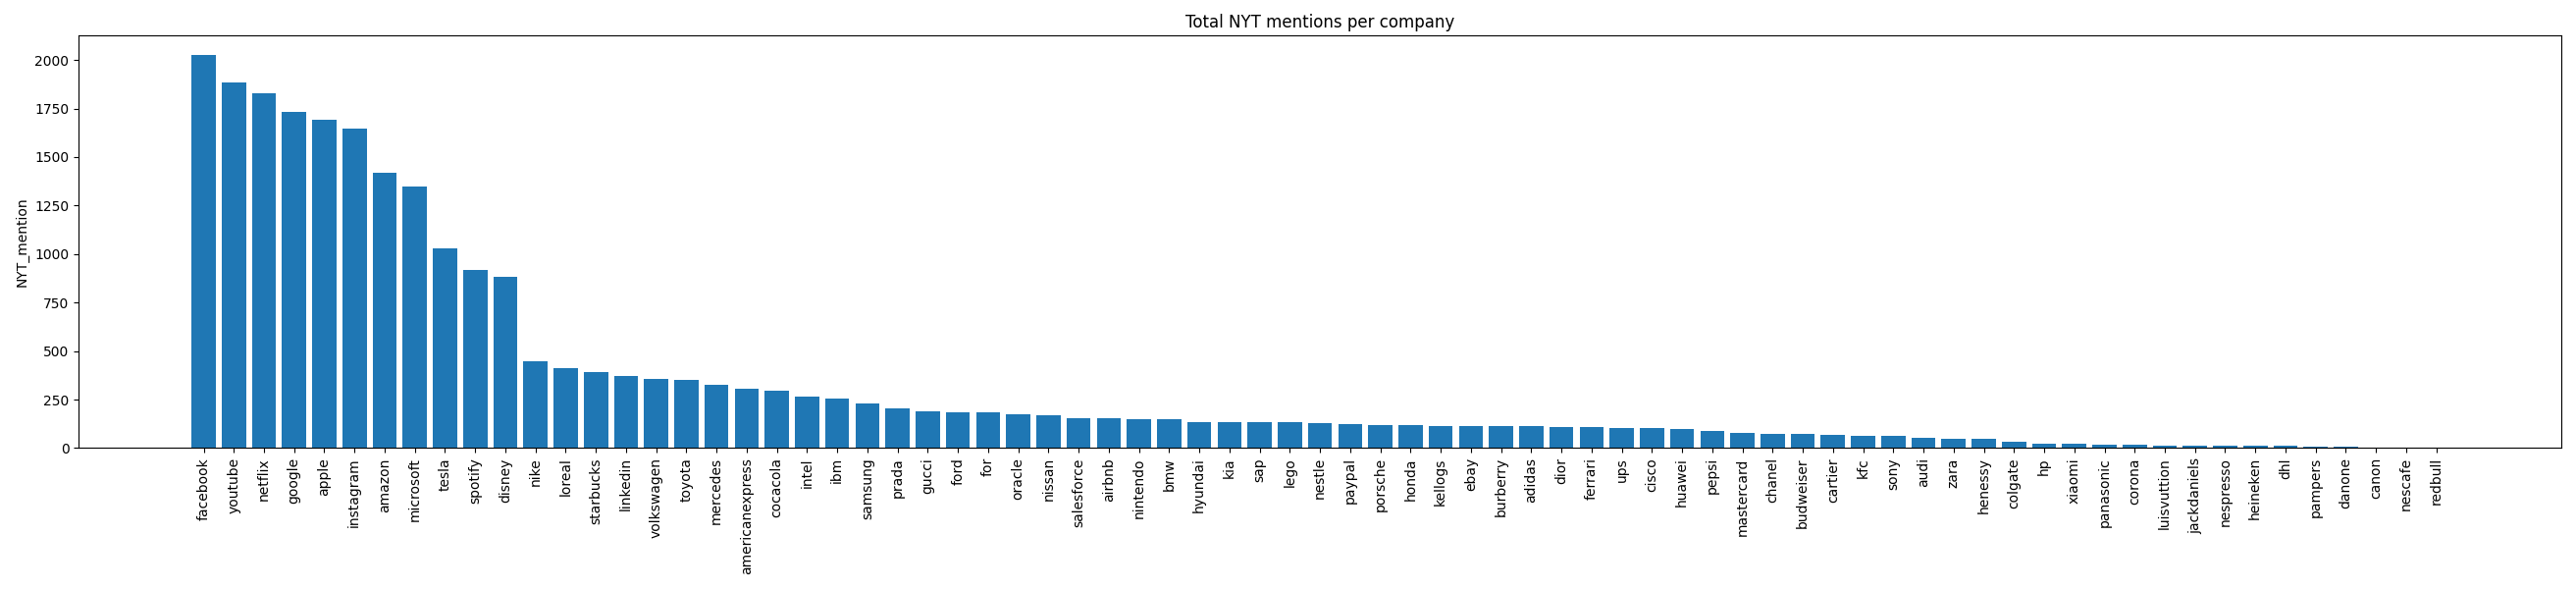 Total NYT mentions per company
NYT_mention
2000
1750
1500
1250
1000
750
500
250
0
facebook
youtube
netflix
google
apple
instagram
amazon
microsoft
tesla
spotify
disney
nike
loreal
starbucks
linkedin
volkswagen
toyota
mercedes
americanexpress
cocacola
intel
ibm
samsung
prada
gucci
ford
for
oracle
nissan
salesforce
airbnb
nintendo
bmw
hyundai
kia
sap
lego
nestle
paypal
porsche
honda
kellogs
ebay
burberry
adidas
dior
ferrari
ups
cisco
huawei
pepsi
mastercard
chanel
budweiser
cartier
kfc
sony
audi
zara
henessy
colgate
hp
xiaomi
panasonic
corona
luisvuttion
jackdaniels
nespresso
heineken
dhl
pampers
danone
canon
nescafe
redbull